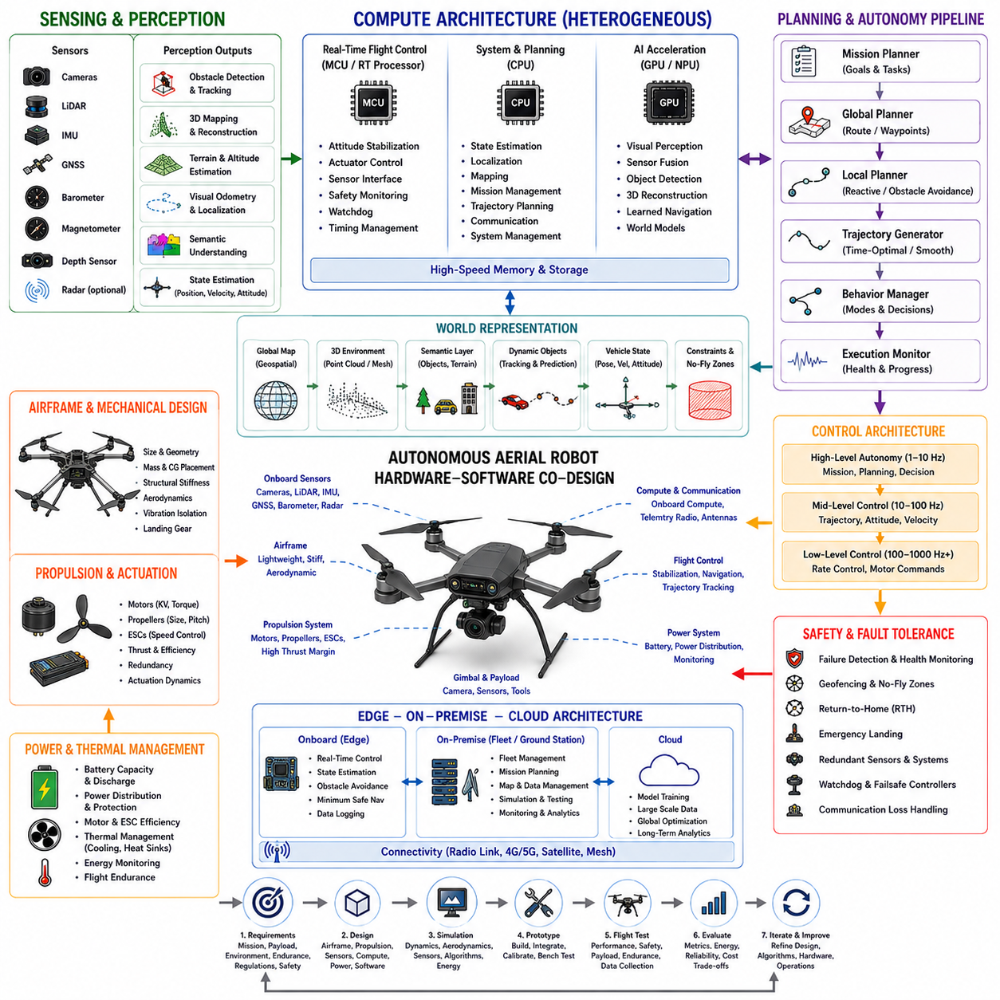 SENSING & PERCEPTION
Sensors
Cameras
LiDAR
IMU
GNSS
Barometer
Magnetometer
Depth Sensor
Radar (optional)
Perception Outputs
Obstacle Detection
& Tracking
3D Mapping
& Reconstruction
Terrain & Altitude
Estimation
Visual Odometry
& Localization
Semantic
Understanding
State Estimation
(Position, Velocity, Attitude)
COMPUTE ARCHITECTURE (HETEROGENEOUS)
Real-Time Flight Control
(MCU / RT Processor)
MCU
• Attitude Stabilization
• Actuator Control
• Sensor Interface
• Safety Monitoring
• Watchdog
• Timing Management
System & Planning
(CPU)
CPU
• State Estimation
• Localization
• Mapping
• Mission Management
• Trajectory Planning
• Communication
• System Management
AI Acceleration
(GPU / NPU)
GPU
• Visual Perception
• Sensor Fusion
• Object Detection
• 3D Reconstruction
• Learned Navigation
• World Models
High-Speed Memory & Storage
PLANNING & AUTONOMY PIPELINE
Mission Planner
(Goals & Tasks)
Global Planner
(Route / Waypoints)
Local Planner
(Reactive / Obstacle Avoidance)
Trajectory Generator
(Time-Optimal / Smooth)
Behavior Manager
(Modes & Decisions)
Execution Monitor
(Health & Progress)
WORLD REPRESENTATION
Global Map
(Geospatial)
3D Environment
(Point Cloud / Mesh)
Semantic Layer
(Objects, Terrain)
Dynamic Objects
(Tracking & Prediction)
Vehicle State
(Pose, Vel, Attitude)
Constraints &
No-Fly Zones
AIRFRAME & MECHANICAL DESIGN
• Size & Geometry
• Mass & CG Placement
• Structural Stiffness
• Aerodynamics
• Vibration Isolation
• Landing Gear
PROPULSION & ACTUATION
• Motors (KV, Torque)
• Propellers (Size, Pitch)
• ESCs (Speed Control)
• Thrust & Efficiency
• Redundancy
• Actuation Dynamics
POWER & THERMAL MANAGEMENT
• Battery Capacity
& Discharge
• Power Distribution
& Protection
• Motor & ESC Efficiency
• Thermal Management
(Cooling, Heat Sinks)
• Energy Monitoring
• Flight Endurance
AUTONOMOUS AERIAL ROBOT
HARDWARE–SOFTWARE CO–DESIGN
Onboard Sensors
Cameras, LiDAR, IMU,
GNSS, Barometer, Radar
Airframe
Lightweight, Stiff,
Aerodynamic
Propulsion System
Motors, Propellers, ESCs,
High Thrust Margin
Compute & Communication
Onboard Compute,
Telemtry Radio, Antennas
Flight Control
Stabilization, Navigation,
Trajectory Tracking
Power System
Battery, Power Distribution,
Monitoring
Gimbal & Payload
Camera, Sensors, Tools
CONTROL ARCHITECTURE
High-Level Autonomy (1–10 Hz)
Mission, Planning, Decision
Mid-Level Control (10–100 Hz)
Trajectory, Attitude, Velocity
Low-Level Control (100–1000 Hz+)
Rate Control, Motor Commands
SAFETY & FAULT TOLERANCE
Failure Detection & Health Monitoring
Geofencing & No-Fly Zones
Return-to-Home (RTH)
Emergency Landing
Redundant Sensors & Systems
Watchdog & Failsafe Controllers
Communication Loss Handling
EDGE – ON–PREMISE – CLOUD ARCHITECTURE
Onboard (Edge)
• Real-Time Control
• State Estimation
• Obstacle Avoidance
• Minimum Safe Nav
• Data Logging
On-Premise (Fleet / Ground Station)
• Fleet Management
• Mission Planning
• Map & Data Management
• Simulation & Testing
• Monitoring & Analytics
Cloud
• Model Training
• Large Scale Data
• Global Optimization
• Long-Term Analytics
Connectivity (Radio Link, 4G/5G, Satellite, Mesh)
1. Requirements
Mission, Payload,
Environment, Endurance,
Regulations, Safety
2. Design
Airframe, Propulsion,
Sensors, Compute,
Power, Software
3. Simulation
Dynamics, Aerodynamics,
Sensors, Algorithms,
Energy
4. Prototype
Build, Integrate,
Calibrate, Bench Test
5. Flight Test
Performance, Safety,
Payload, Endurance,
Data Collection
6. Evaluate
Metrics, Energy,
Reliability, Cost
Trade-offs
7. Iterate & Improve
Refine Design,
Algorithms, Hardware,
Operations